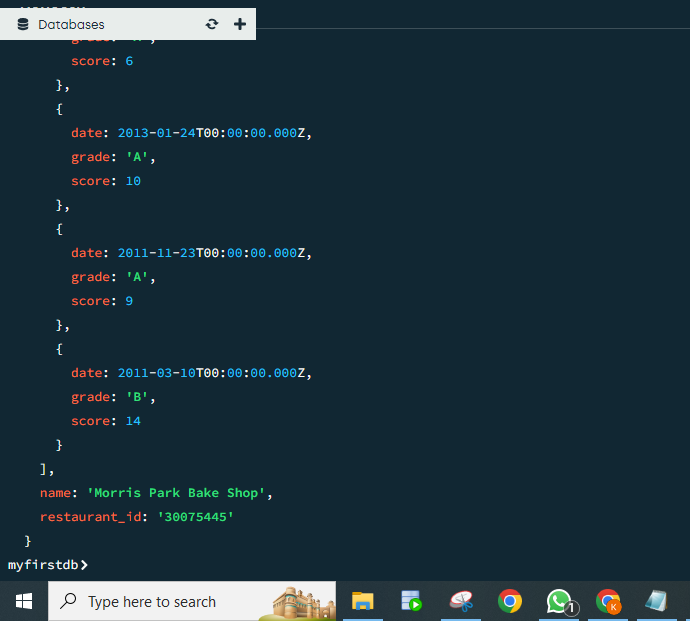 Databases
score: 6
},
{
date: 2013-01-24T00:00:00.000Z,
grade: 'A',
score: 10
},
{
date: 2011-11-23T00:00:00.000Z,
grade: 'A',
score: 9
},
{
date: 2011-03-10T00:00:00.000Z,
grade: 'B',
score: 14
}
],
name: 'Morris Park Bake Shop',
restaurant_id: '30075445'
}
myfirstdb>
Type here to search
1
K